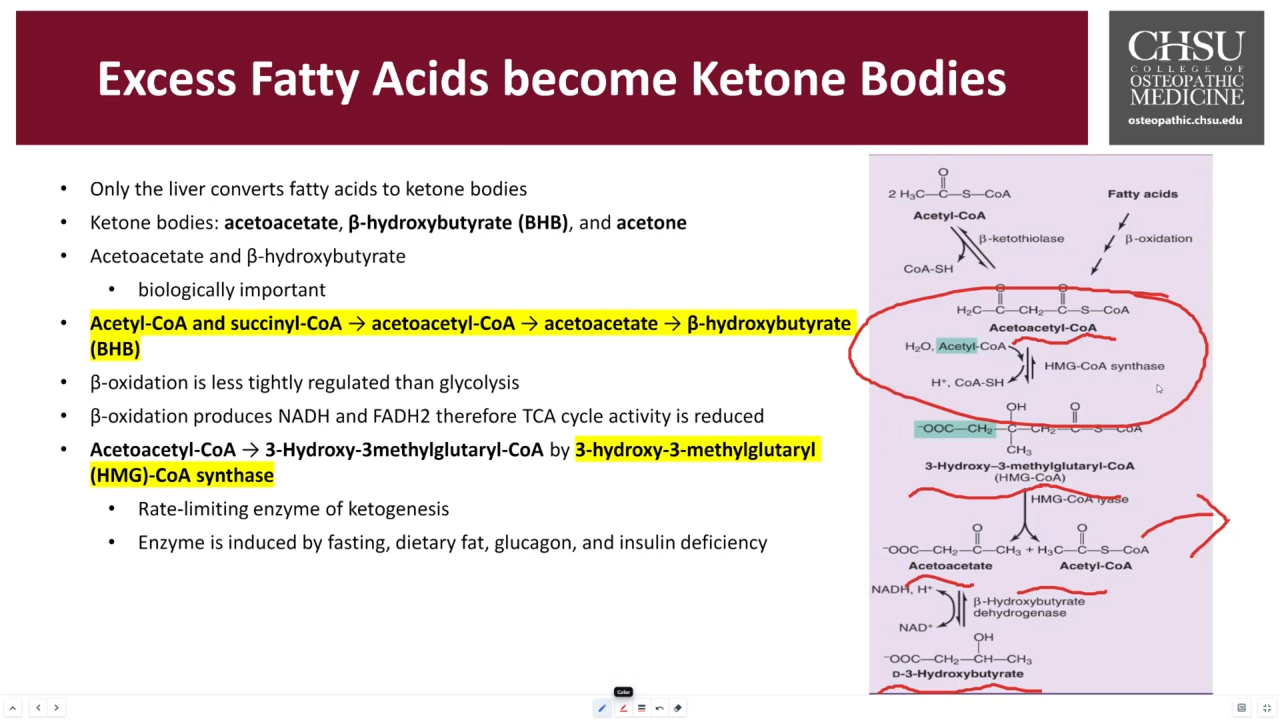 Excess Fatty Acids become Ketone Bodies
CHSU
COLLEGE OF
OSTEOPATHIC
MEDICINE
osteopathic.chsu.edu
• Only the liver converts fatty acids to ketone bodies
• Ketone bodies: acetoacetate, β-hydroxybutyrate (BHB), and acetone
• Acetoacetate and β-hydroxybutyrate
• biologically important
• Acetyl-CoA and succinyl-CoA → acetoacetyl-CoA → acetoacetate → β-hydroxybutyrate
(BHB)
• β-oxidation is less tightly regulated than glycolysis
• β-oxidation produces NADH and FADH2 therefore TCA cycle activity is reduced
• Acetoacetyl-CoA → 3-Hydroxy-3methylglutaryl-CoA by 3-hydroxy-3-methylglutaryl
(HMG)-CoA synthase
• Rate-limiting enzyme of ketogenesis
• Enzyme is induced by fasting, dietary fat, glucagon, and insulin deficiency
O
2 H₃C—C—S—CoA
Acetyl-CoA
Fatty acids
β-ketothiolase
β-oxidation
CoA-SH
O O
H₂C—C—CH₂—C—S—CoA
Acetoacetyl-CoA
H₂O, Acetyl-CoA
HMG-CoA synthase
H⁺, CoA-SH
OH O
⁻OOC—CH₂—C—CH₂—C—S—CoA
CH₃
3-Hydroxy–3-methylglutaryl-CoA
(HMG-CoA)
HMG-CoA lyase
O O
⁻OOC—CH₂—C—CH₃ + H₃C—C—S—CoA
Acetoacetate
Acetyl-CoA
NADH, H⁺
β-Hydroxybutyrate
dehydrogenase
NAD⁺
OH
⁻OOC—CH₂—CH—CH₃
D-3-Hydroxybutyrate
Color